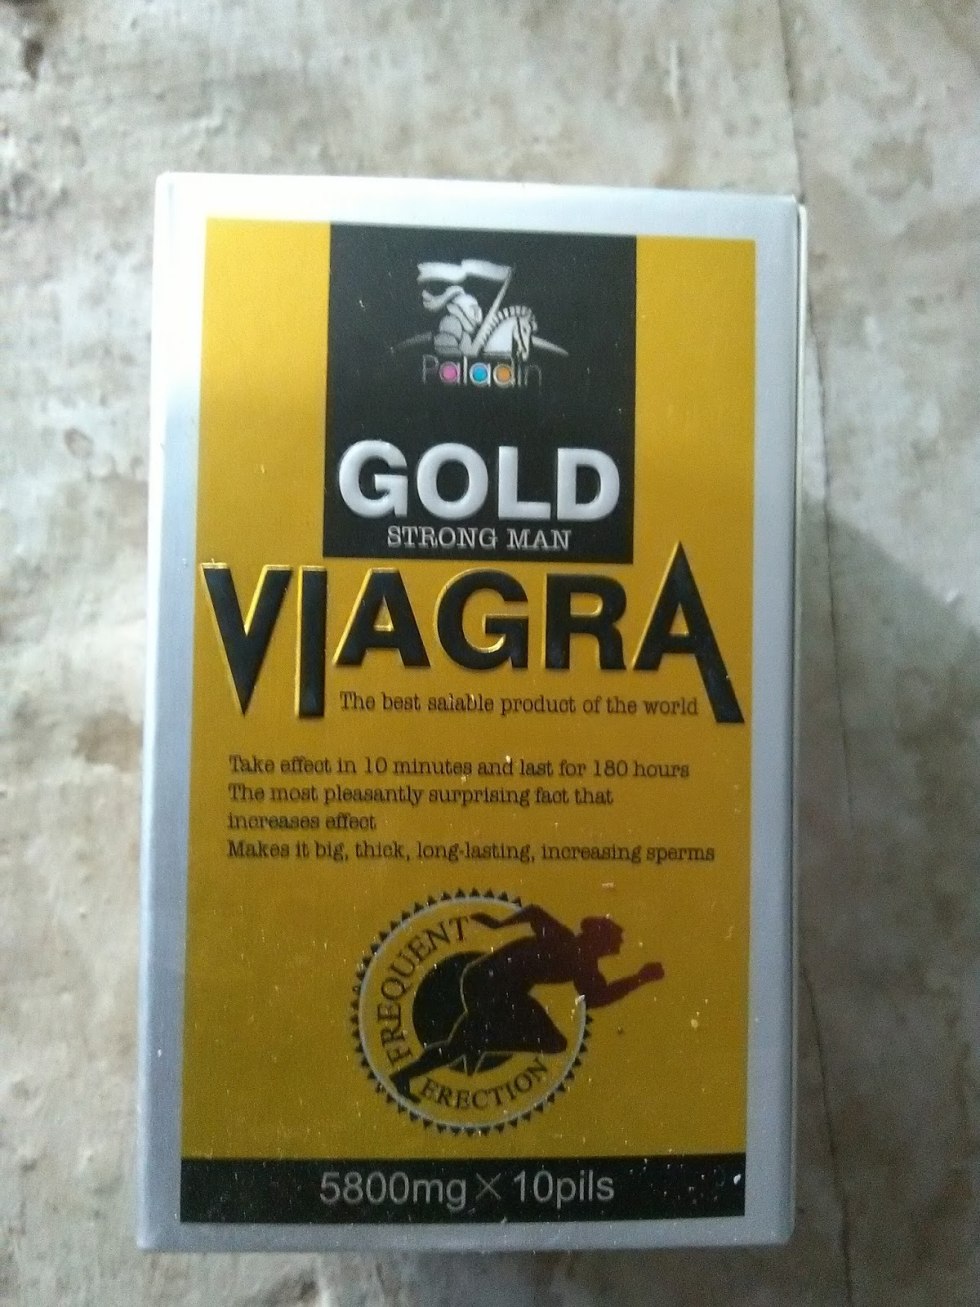 Paladin
GOLD
STRONG MAN
VIAGRA
The best salable product of the world
Take effect in 10 minutes and last for 180 hours
The most pleasantly surprising fact that
increases effect
Makes it big, thick, long-lasting, increasing sperms
FREQUENT
ERECTION
5800mg×10pils